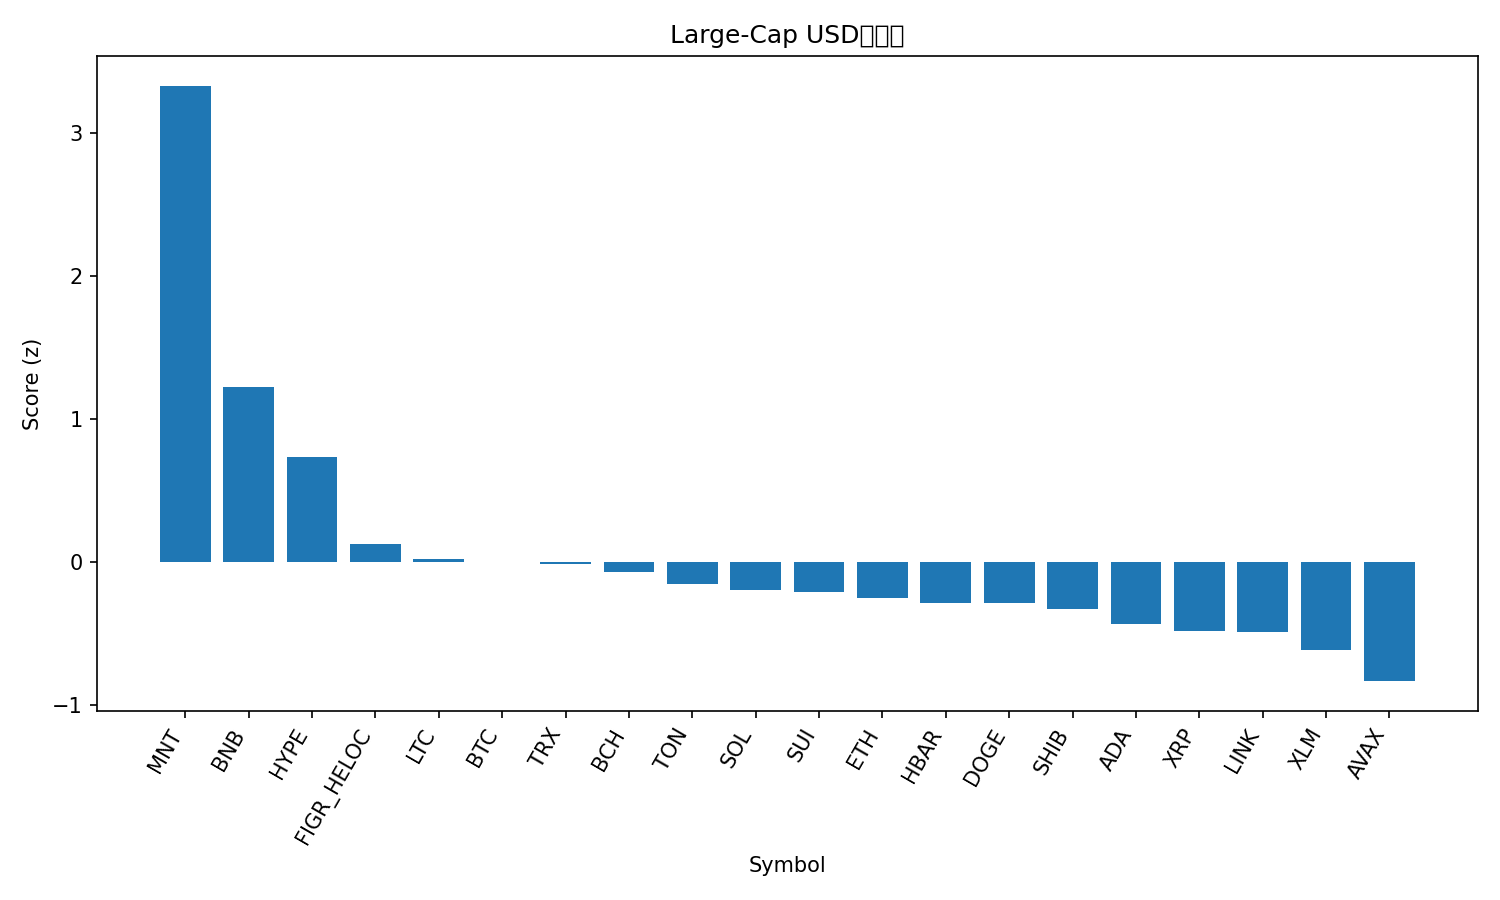 Large-Cap USD
Score (z)
3
2
1
0
−1
MNT
BNB
HYPE
FIGR_HELOC
LTC
BTC
TRX
BCH
TON
SOL
SUI
ETH
HBAR
DOGE
SHIB
ADA
XRP
LINK
XLM
AVAX
Symbol